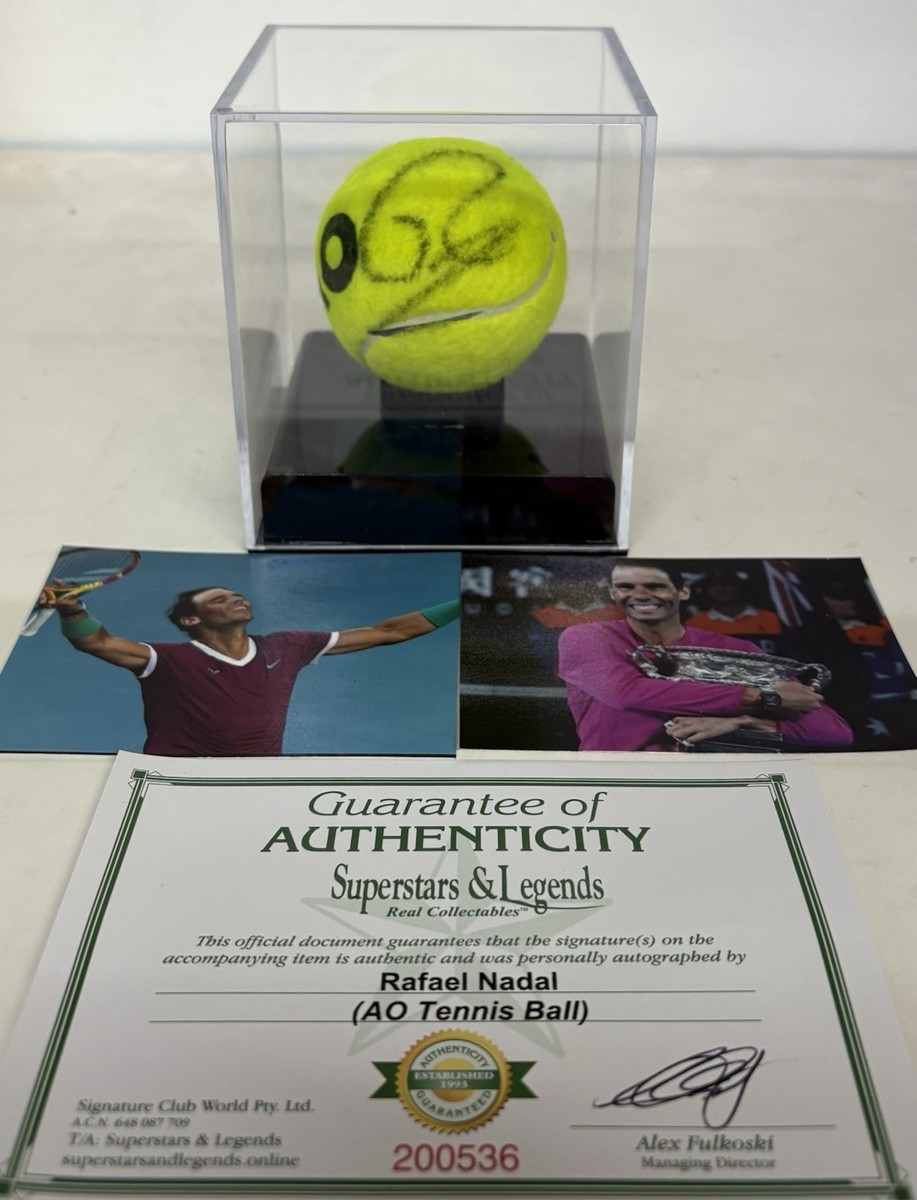 Guarantee of
AUTHENTICITY
Superstars & Legends
Real Collectables™
This official document guarantees that the signature(s) on the
accompanying item is authentic and was personally autographed by
Rafael Nadal
(AO Tennis Ball)
AUTHENTICITY
ESTABLISHED
1993
GUARANTEED
Signature Club World Pty. Ltd.
A.C.N. 648 087 709
T/A: Superstars & Legends
superstarsandlegends.online
200536
Alex Fulkoski
Managing Director